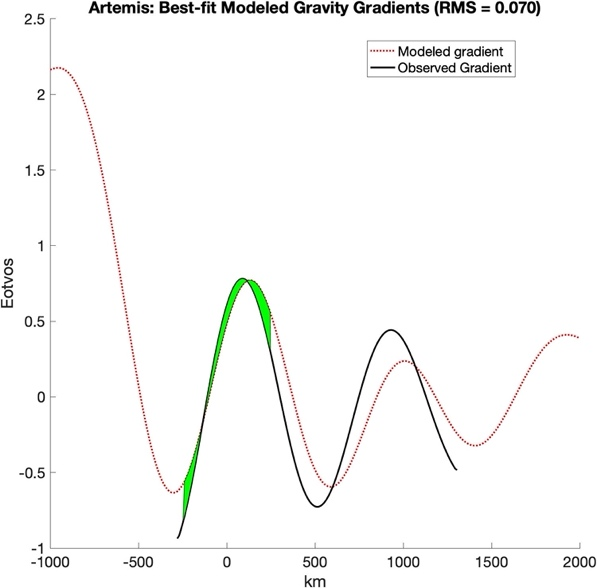 Artemis: Best-fit Modeled Gravity Gradients (RMS = 0.070)
2.5
Modeled gradient
Observed Gradient
2
1.5
1
Eotvos
0.5
0
-0.5
-1
-1000 -500 0 500 1000 1500 2000
km